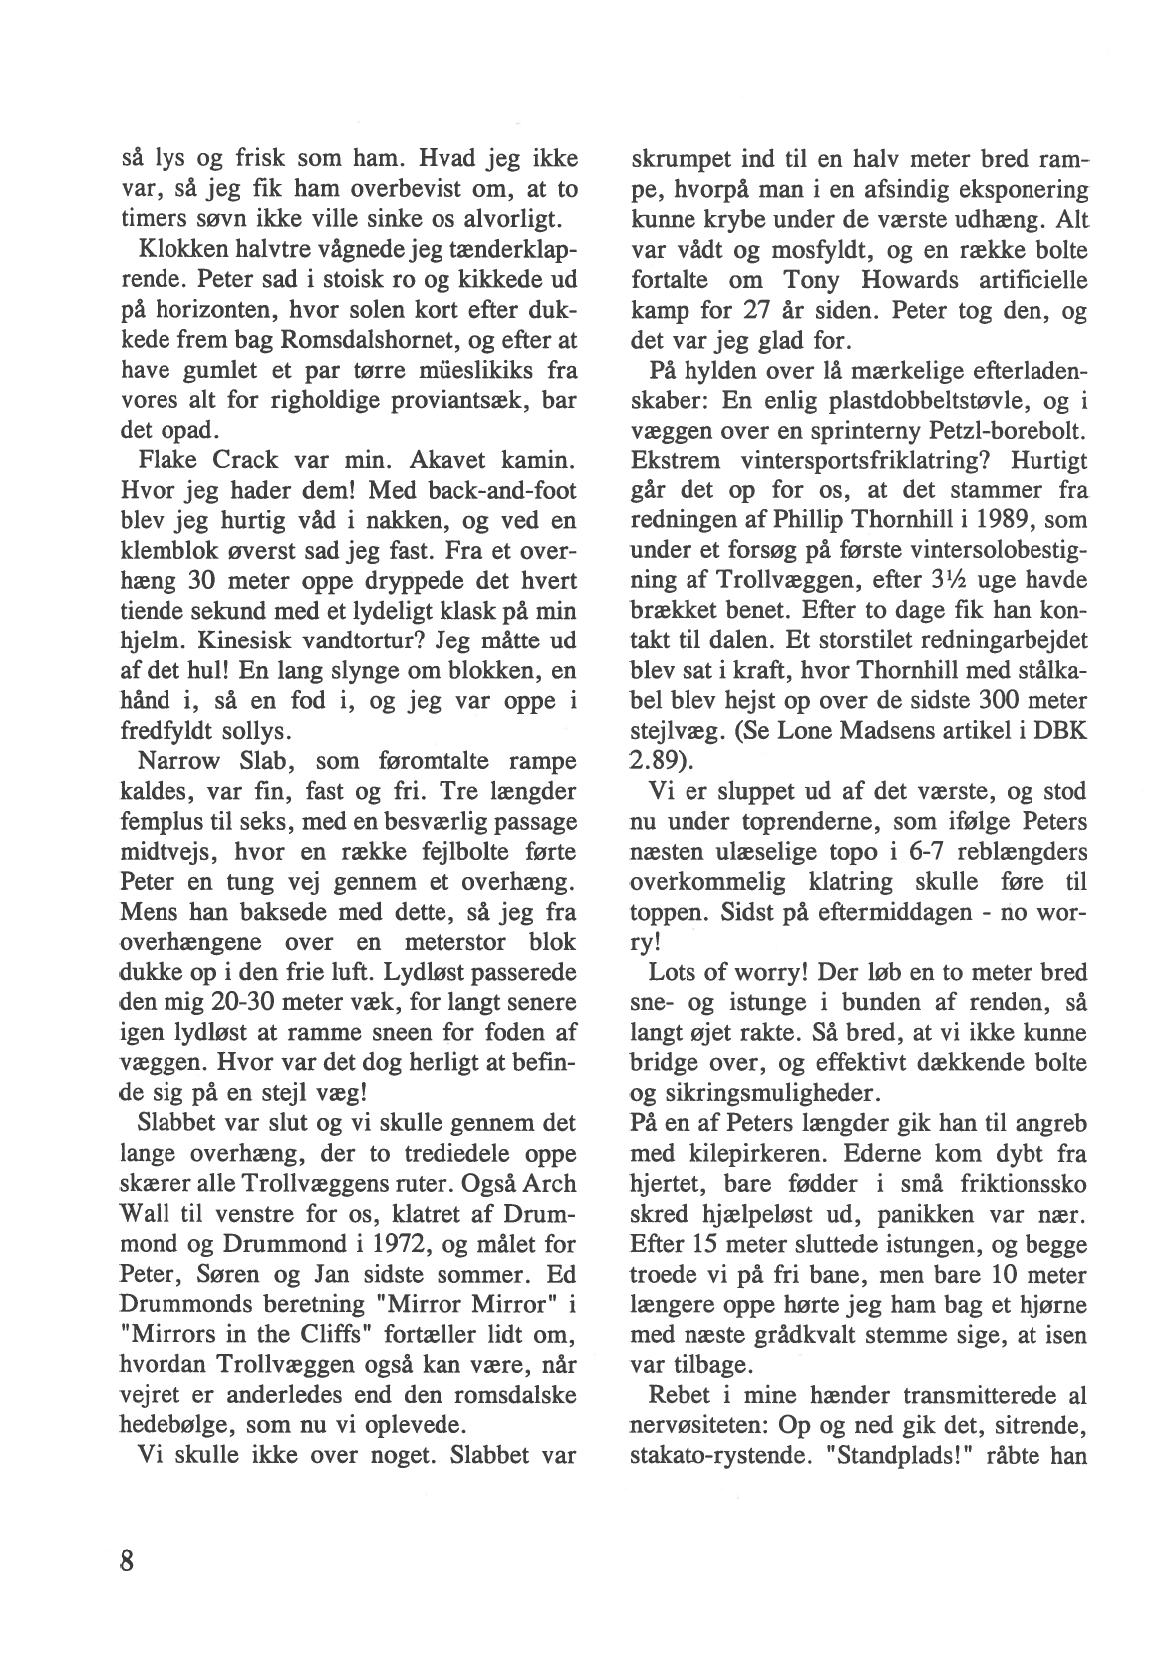 så lys og frisk som ham. Hvad jeg ikke
var, så jeg fik ham overbevist om, at to
timers søvn ikke ville sinke os alvorligt.
Klokken halvtre vågnede jeg tænderklap-
rende. Peter sad i stoisk ro og kikkede ud
på horizonten, hvor solen kort efter duk-
kede frem bag Romsdalshornet, og efter at
have gumlet et par tørre müeslikiks fra
vores alt for righoldige proviantsæk, bar
det opad.
Flake Crack var min. Akavet kamin.
Hvor jeg hader dem! Med back-and-foot
blev jeg hurtig våd i nakken, og ved en
klemblok øverst sad jeg fast. Fra et over-
hæng 30 meter oppe dryppede det hvert
tiende sekund med et lydeligt klask på min
hjelm. Kinesisk vandtortur? Jeg måtte ud
af det hul! En lang slynge om blokken, en
hånd i, så en fod i, og jeg var oppe i
fredfyldt sollys.
Narrow Slab, som føromtalte rampe
kaldes, var fin, fast og fri. Tre længder
femplus til seks, med en besværlig passage
midtvejs, hvor en række fejlbolte førte
Peter en tung vej gennem et overhæng.
Mens han baksede med dette, så jeg fra
overhængene over en meterstor blok
dukke op i den frie luft. Lydløst passerede
den mig 20-30 meter væk, for langt senere
igen lydløst at ramme sneen for foden af
væggen. Hvor var det dog herligt at befin-
de sig på en stejl væg!
Slabbet var slut og vi skulle gennem det
lange overhæng, der to trediedele oppe
skærer alle Trollvæggens ruter. Også Arch
Wall til venstre for os, klatret af Drum-
mond og Drummond i 1972, og målet for
Peter, Søren og Jan sidste sommer. Ed
Drummonds beretning "Mirror Mirror" i
"Mirrors in the Cliffs" fortæller lidt om,
hvordan Trollvæggen også kan være, når
vejret er anderledes end den romsdalske
hedebølge, som nu vi oplevede.
Vi skulle ikke over noget. Slabbet var
skrumpet ind til en halv meter bred ram-
pe, hvorpå man i en afsindig eksponering
kunne krybe under de værste udhæng. Alt
var vådt og mosfyldt, og en række bolte
fortalte om Tony Howards artificielle
kamp for 27 år siden. Peter tog den, og
det var jeg glad for.
På hylden over lå mærkelige efterladen-
skaber: En enlig plastdobbeltstøvle, og i
væggen over en sprinterny Petzl-borebolt.
Ekstrem vintersportsfriklatring? Hurtigt
går det op for os, at det stammer fra
redningen af Phillip Thornhill i 1989, som
under et forsøg på første vintersolobestig-
ning af Trollvæggen, efter 3½ uge havde
brækket benet. Efter to dage fik han kon-
takt til dalen. Et storstilet redningarbejdet
blev sat i kraft, hvor Thornhill med stålka-
bel blev hejst op over de sidste 300 meter
stejlvæg. (Se Lone Madsens artikel i DBK
2.89).
Vi er sluppet ud af det værste, og stod
nu under toprenderne, som ifølge Peters
næsten ulæselige topo i 6-7 reblængders
overkommelig klatring skulle føre til
toppen. Sidst på eftermiddagen - no wor-
ry!
Lots of worry! Der løb en to meter bred
sne- og istunge i bunden af renden, så
langt øjet rakte. Så bred, at vi ikke kunne
bridge over, og effektivt dækkende bolte
og sikringsmuligheder.
På en af Peters længder gik han til angreb
med kilepirkeren. Ederne kom dybt fra
hjertet, bare fødder i små friktionssko
skred hjælpeløst ud, panikken var nær.
Efter 15 meter sluttede istungen, og begge
troede vi på fri bane, men bare 10 meter
længere oppe hørte jeg ham bag et hjørne
med næste grådkvalt stemme sige, at isen
var tilbage.
Rebet i mine hænder transmitterede al
nervøsiteten: Op og ned gik det, sitrende,
stakato-rystende. "Standplads!" råbte han
8